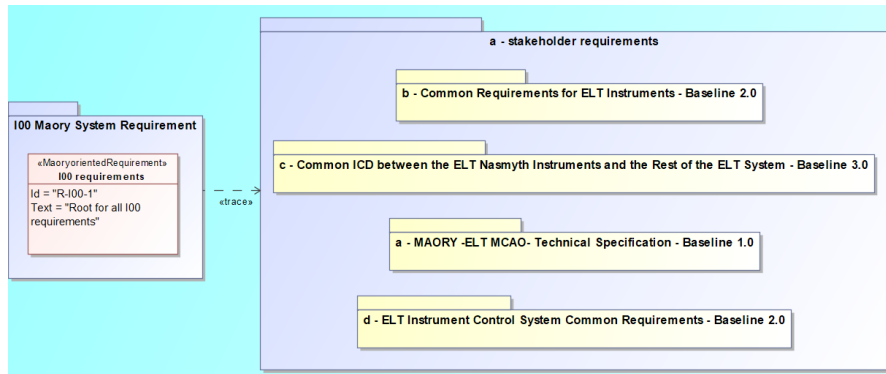 a - stakeholder requirements
b - Common Requirements for ELT Instruments - Baseline 2.0
I00 Maory System Requirement
«MaoryorientedRequirement»
I00 requirements
Id = "R-I00-1"
Text = "Root for all I00
requirements"
«trace»
c - Common ICD between the ELT Nasmyth Instruments and the Rest of the ELT System - Baseline 3.0
a - MAORY -ELT MCAO- Technical Specification - Baseline 1.0
d - ELT Instrument Control System Common Requirements - Baseline 2.0